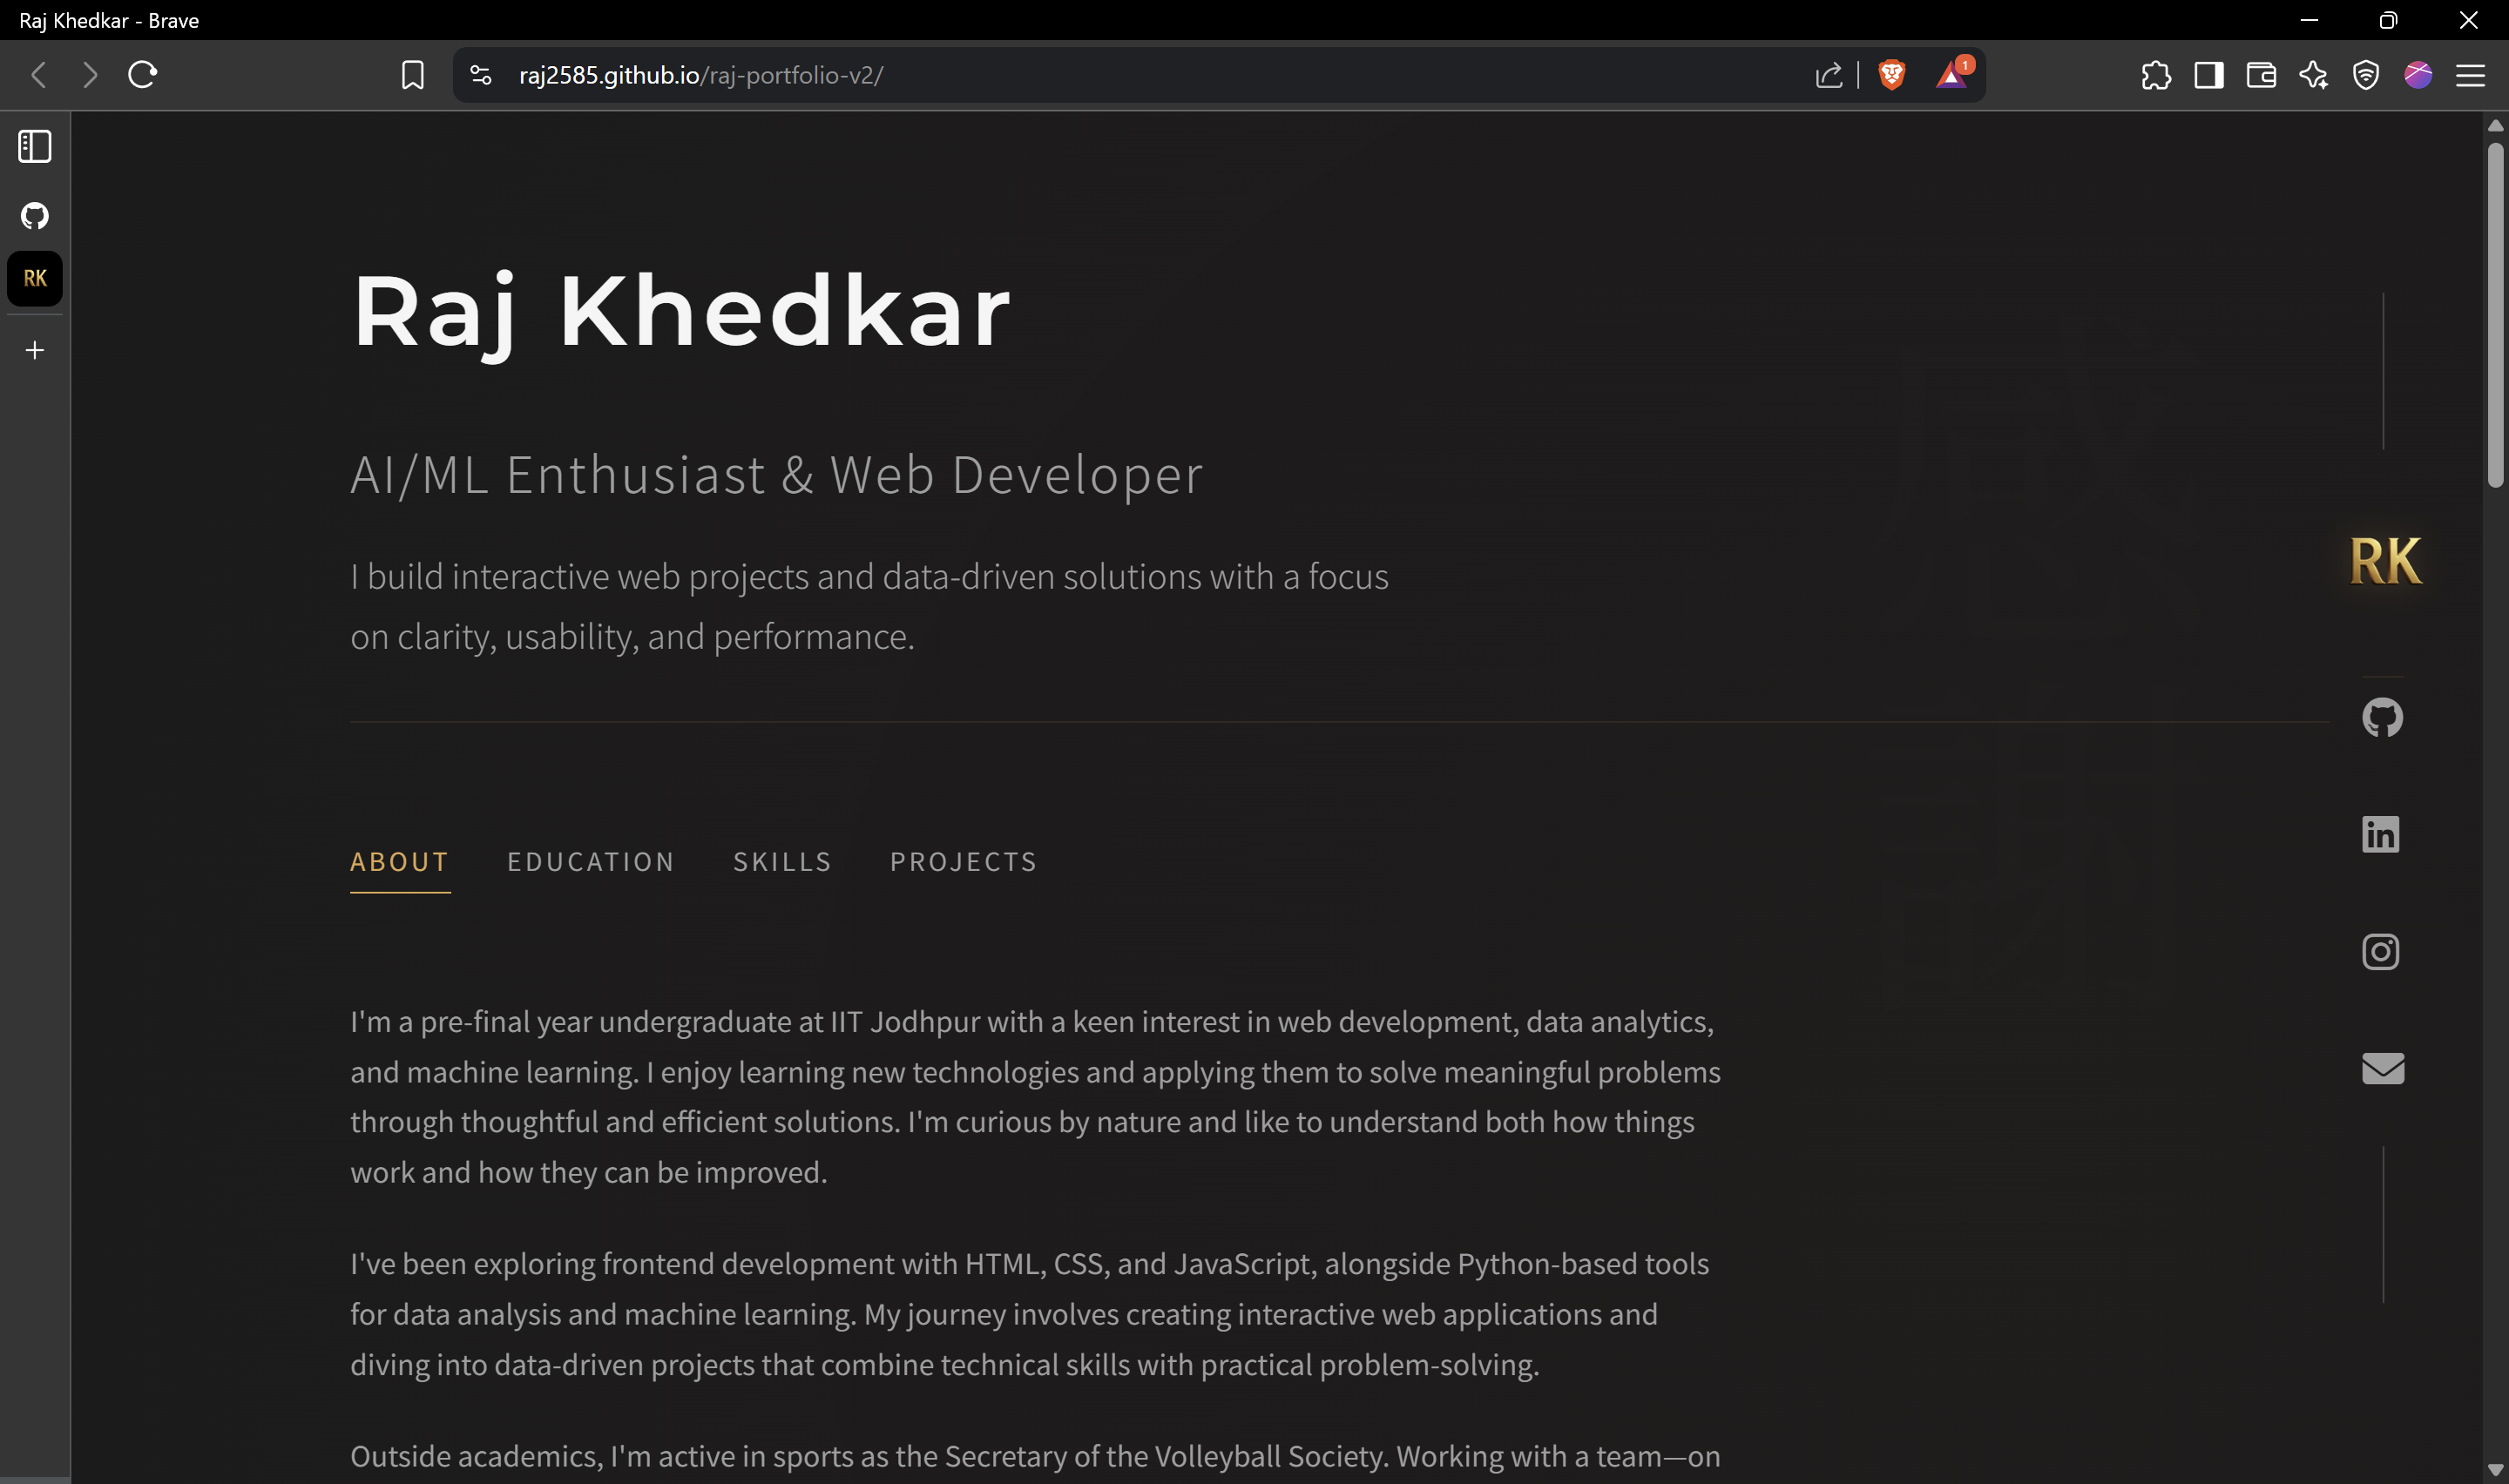 Raj Khedkar - Brave
raj2585.github.io/raj-portfolio-v2/
1
RK
Raj Khedkar
AI/ML Enthusiast & Web Developer
I build interactive web projects and data-driven solutions with a focus
on clarity, usability, and performance.
RK
in
ABOUT EDUCATION SKILLS PROJECTS
I'm a pre-final year undergraduate at IIT Jodhpur with a keen interest in web development, data analytics,
and machine learning. I enjoy learning new technologies and applying them to solve meaningful problems
through thoughtful and efficient solutions. I'm curious by nature and like to understand both how things
work and how they can be improved.
I've been exploring frontend development with HTML, CSS, and JavaScript, alongside Python-based tools
for data analysis and machine learning. My journey involves creating interactive web applications and
diving into data-driven projects that combine technical skills with practical problem-solving.
Outside academics, I'm active in sports as the Secretary of the Volleyball Society. Working with a team—on